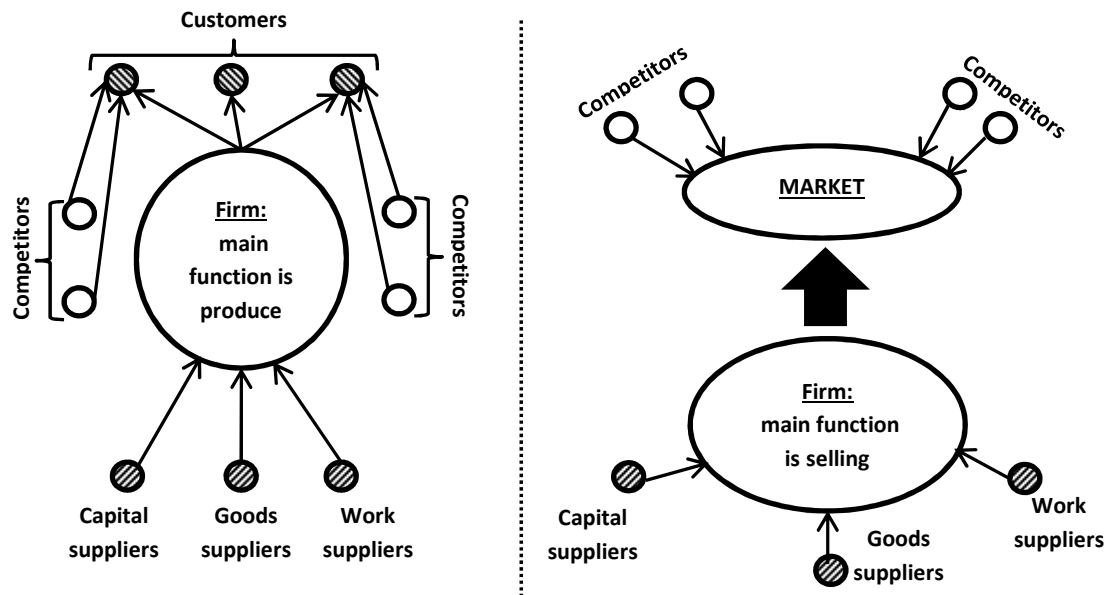 Customers
Competitors
Firm:
main
function is
produce
Competitors
Capital
suppliers
Goods
suppliers
Work
suppliers
Competitors
Competitors
MARKET
Firm:
main function
is selling
Capital
suppliers
Goods
suppliers
Work
suppliers